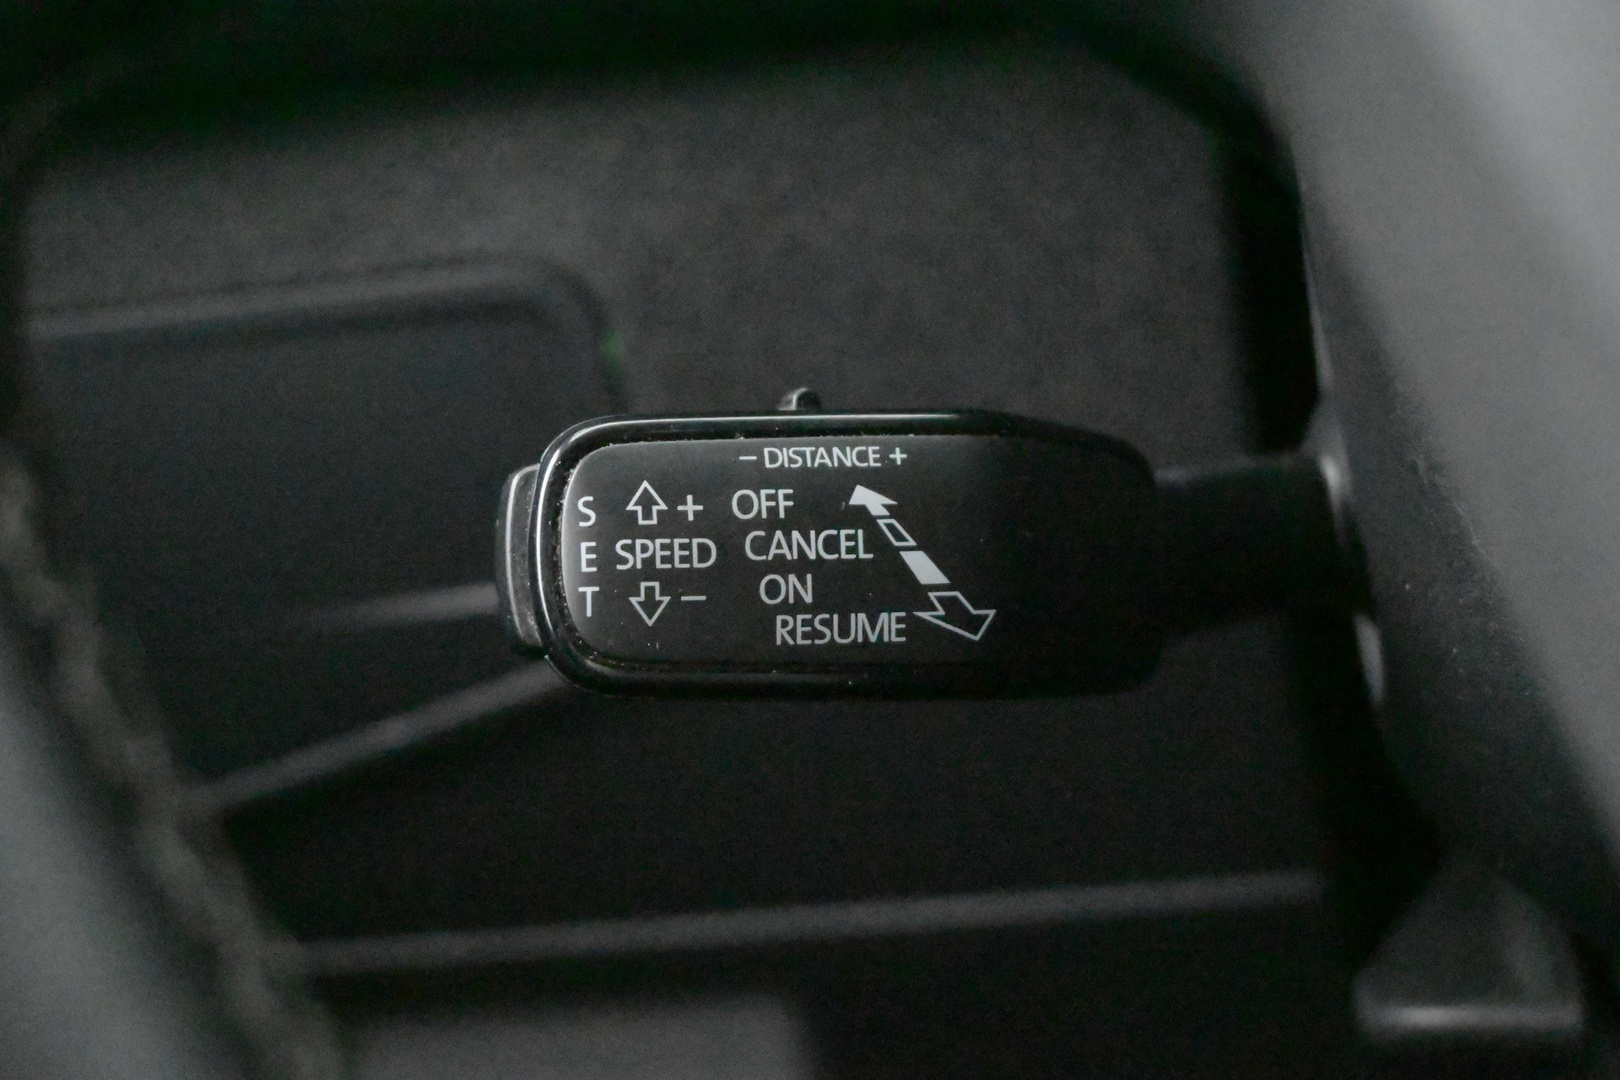 − DISTANCE +
S + OFF
E SPEED CANCEL
T − ON
RESUME